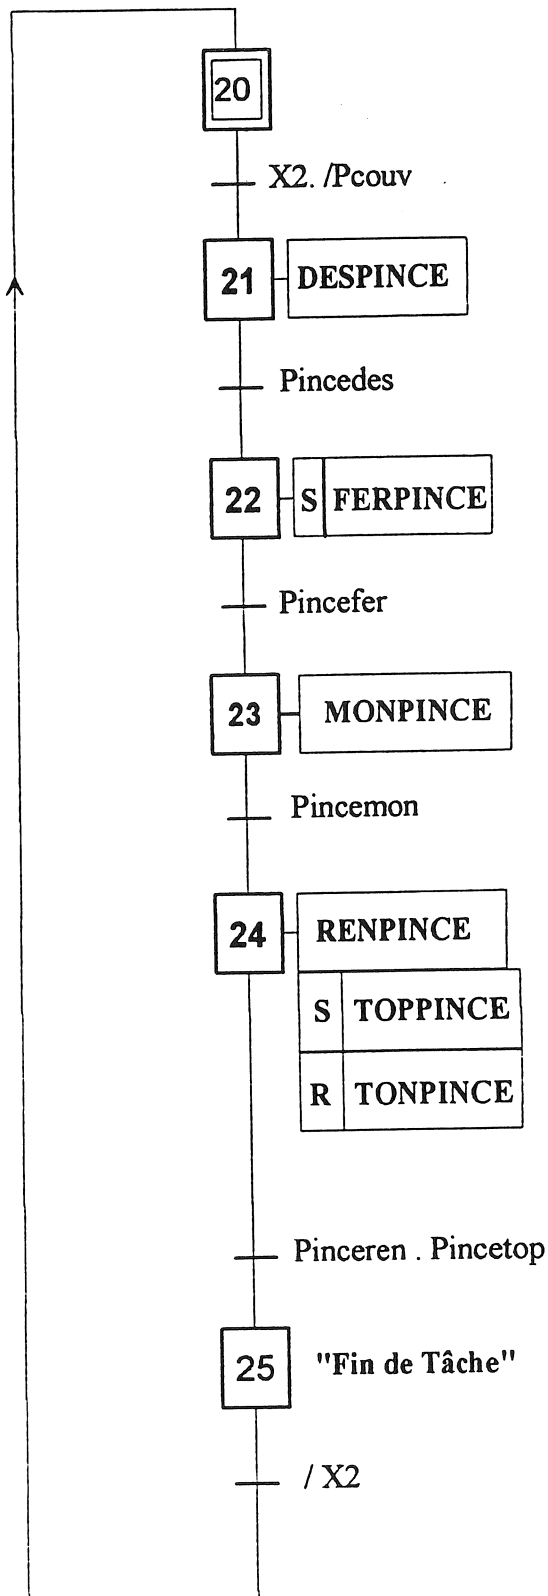 20
X2. /Pcouv
21 DESPINCE
Pincedes
22 S FERPINCE
Pincefer
23 MONPINCE
Pincemon
24 RENPINCE
S TOPPINCE
R TONPINCE
Pinceren . Pincetop
25 "Fin de Tâche"
/ X2